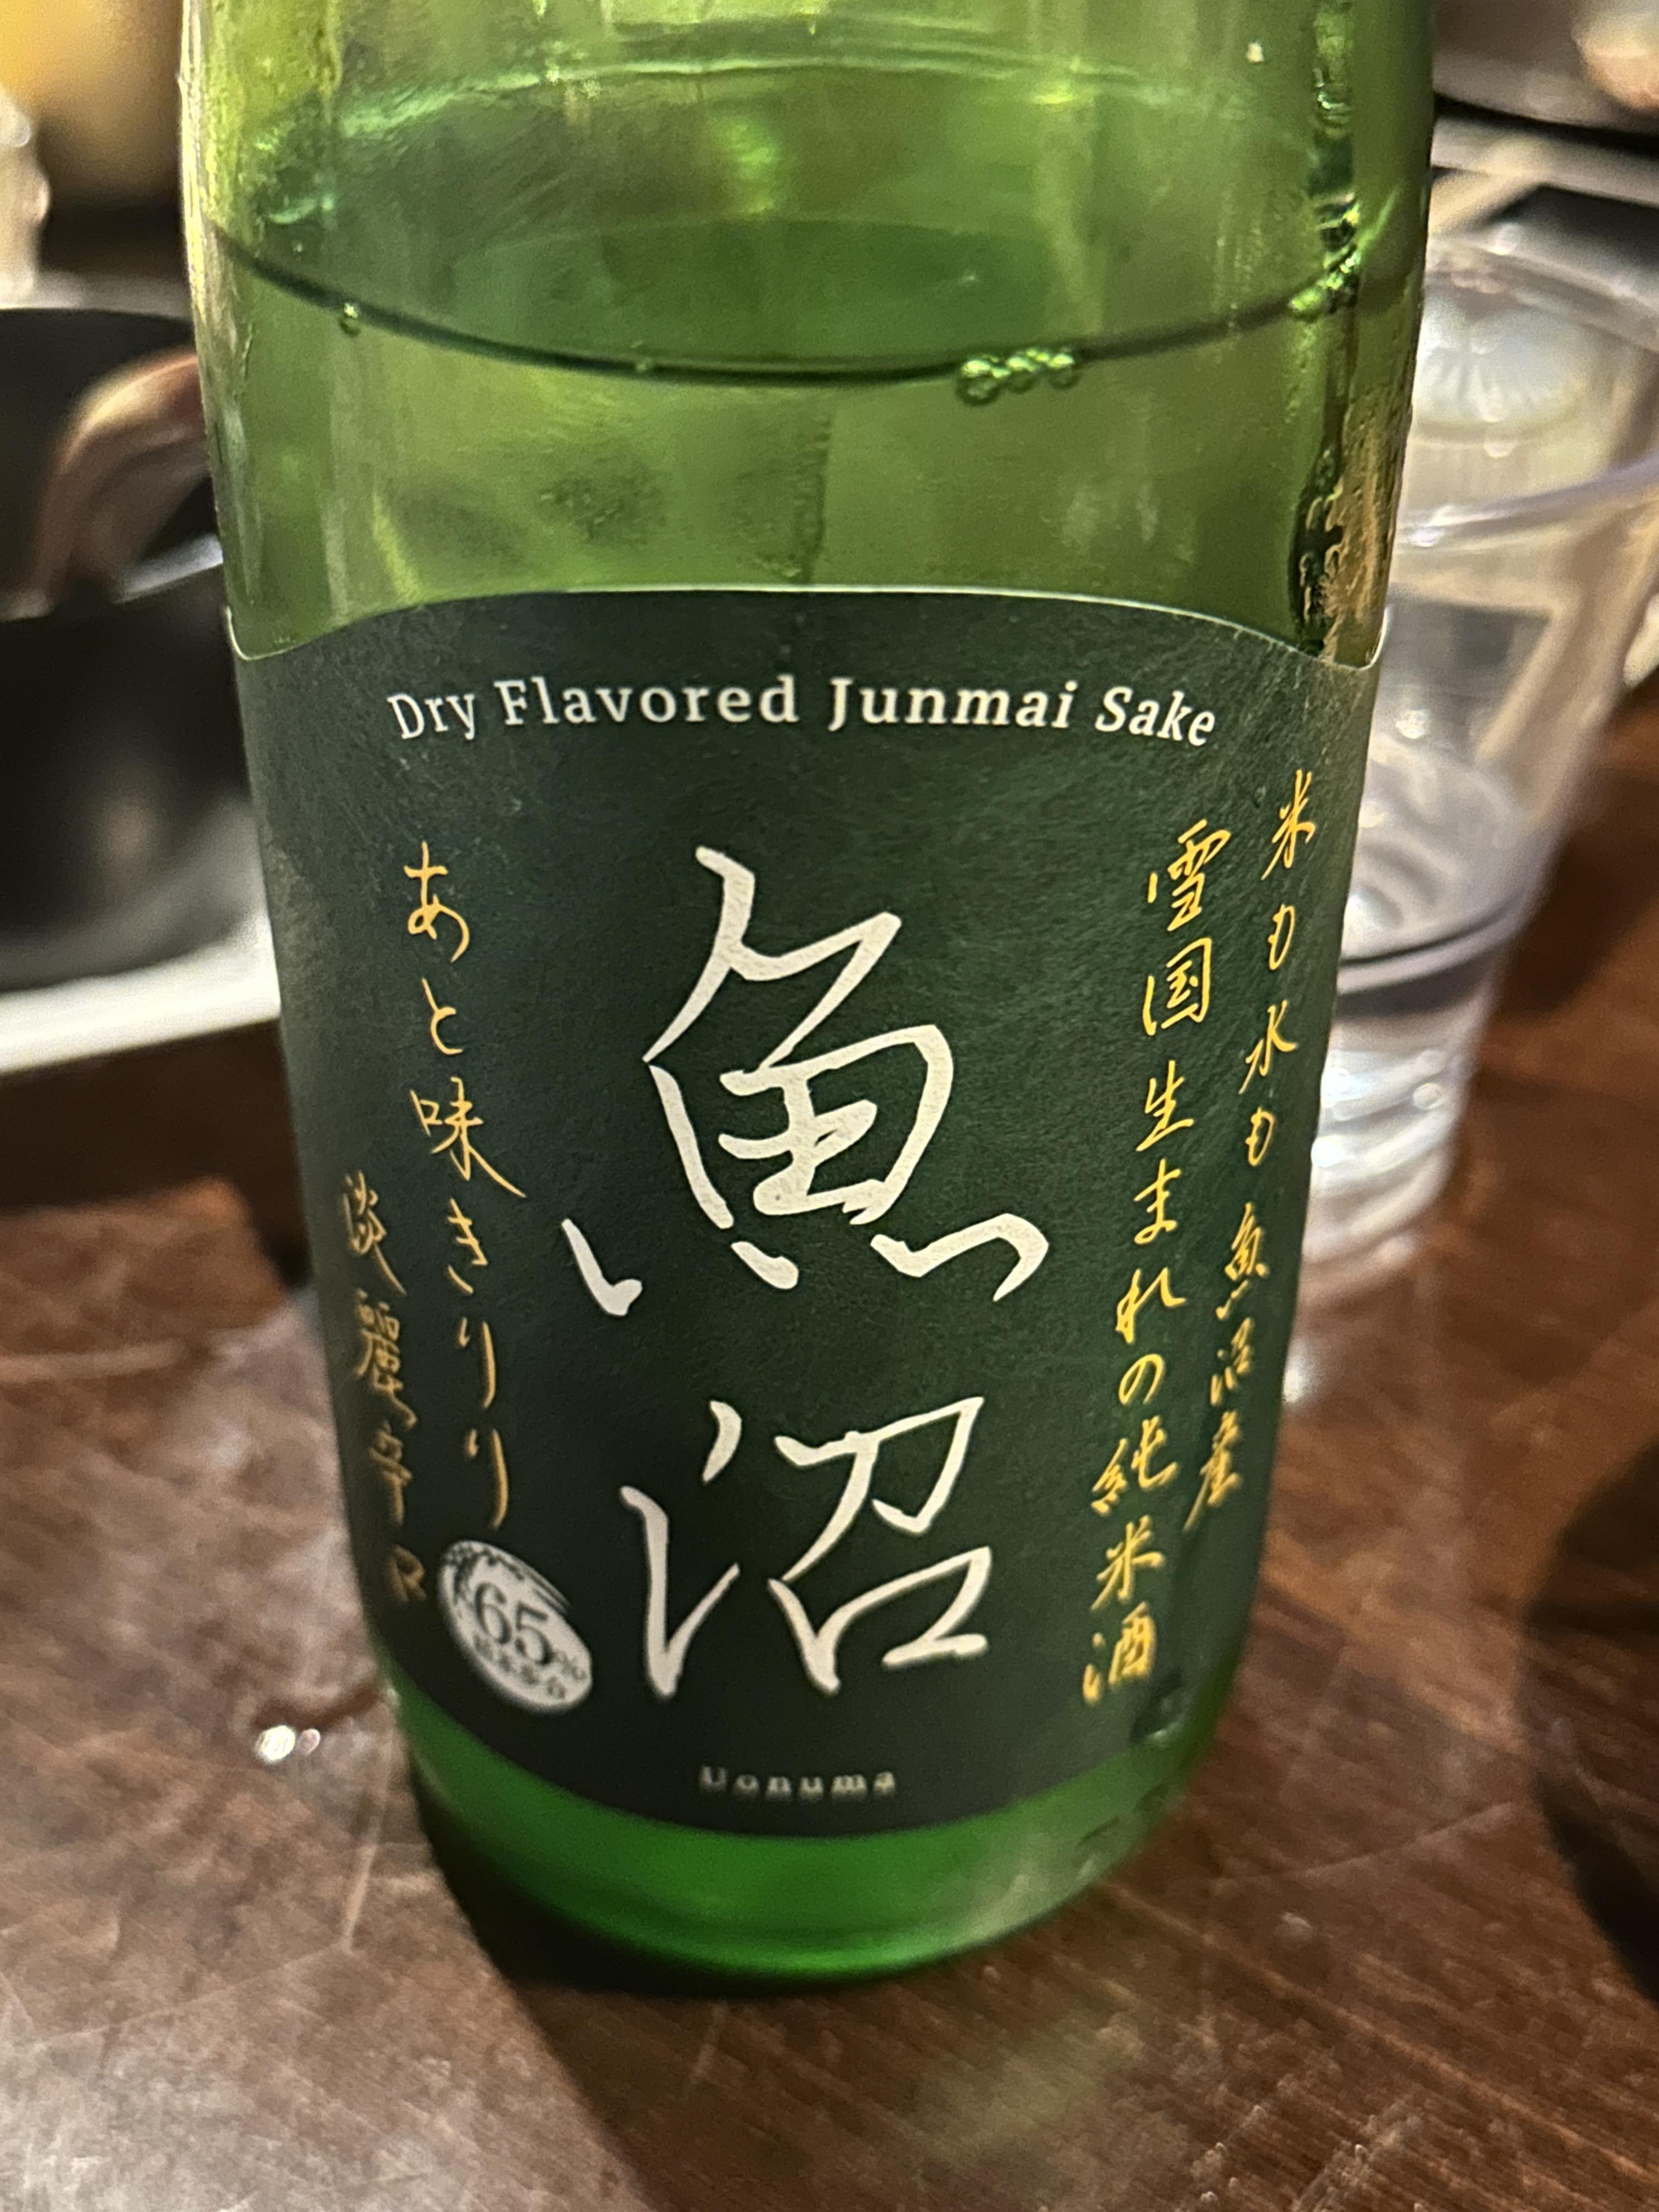 Dry Flavored Junmai Sake
米も水も魚沼産
雪国生まれの純米酒
魚沼
あと味きりり
淡麗辛口
65%
精米歩合
Uonuma